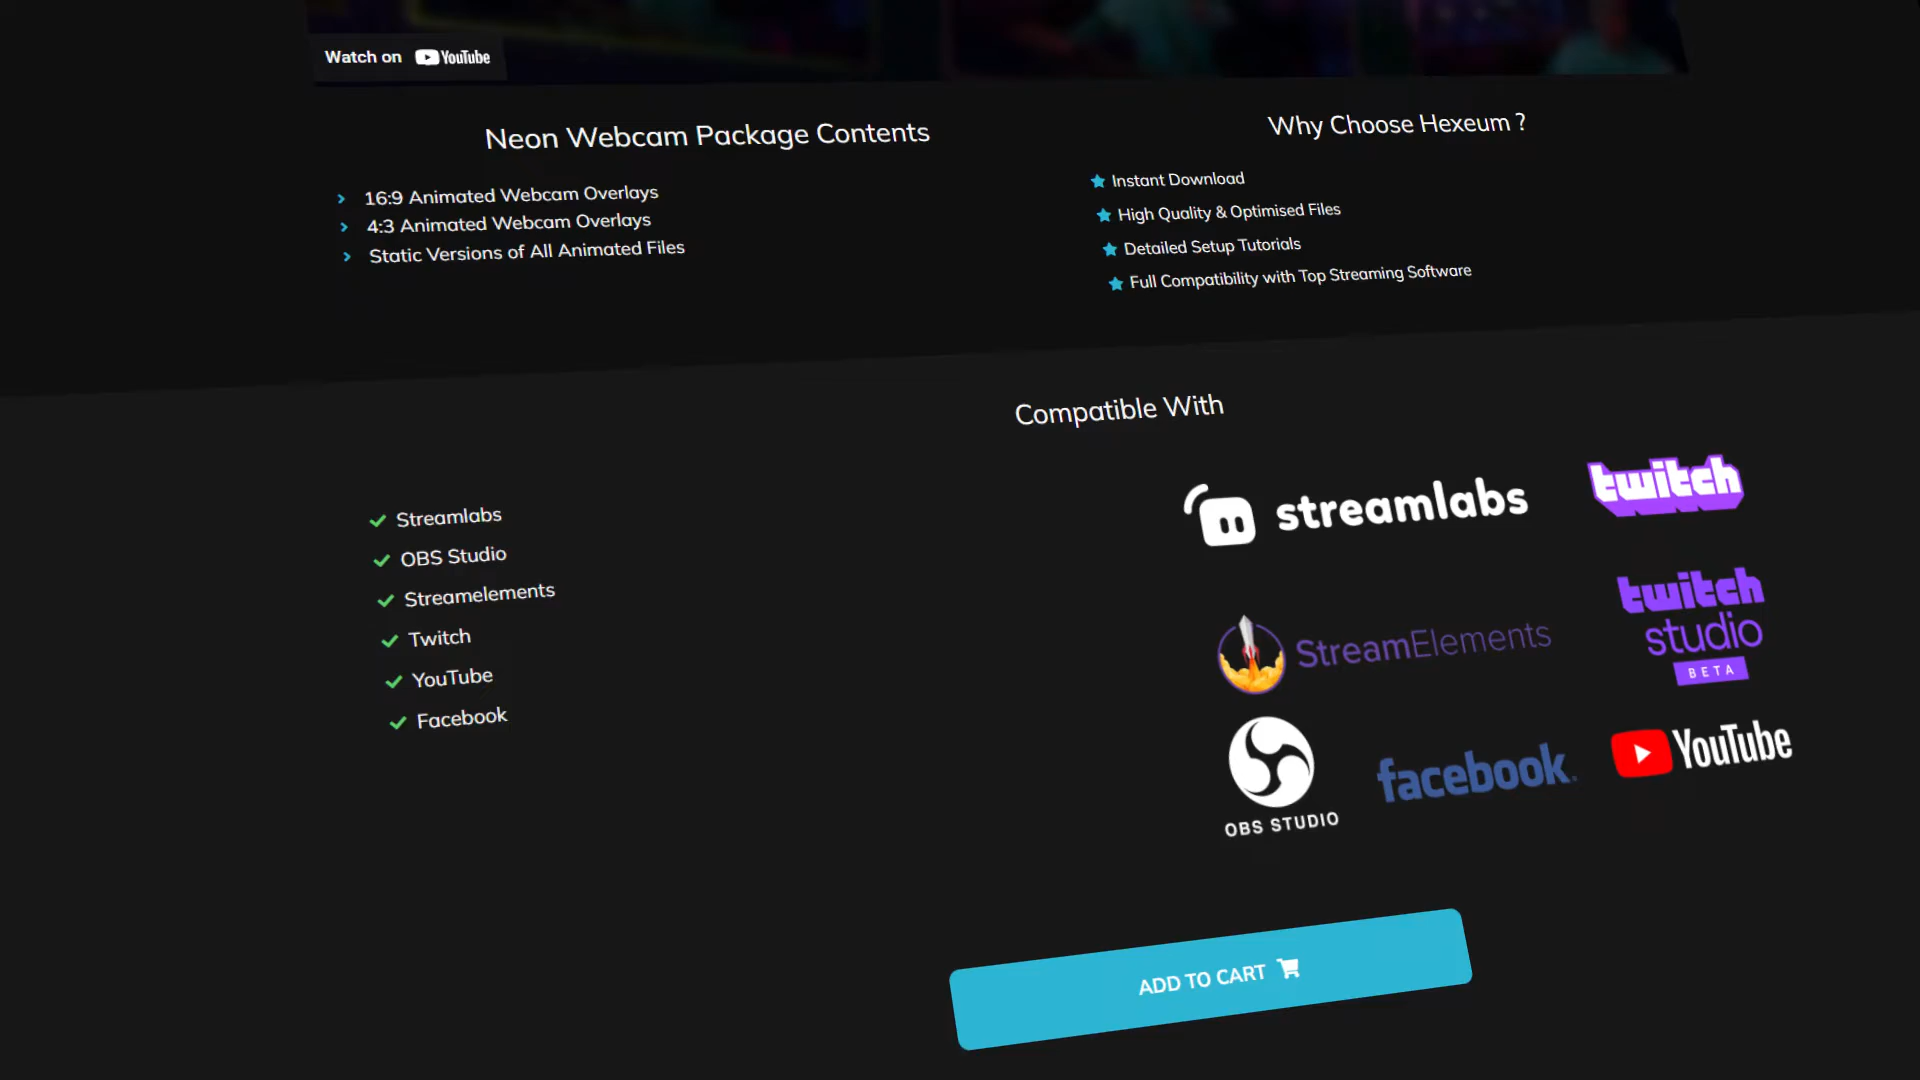 Watch on YouTube
Neon Webcam Package Contents
16:9 Animated Webcam Overlays
4:3 Animated Webcam Overlays
Static Versions of All Animated Files
Why Choose Hexeum ?
Instant Download
High Quality & Optimised Files
Detailed Setup Tutorials
Full Compatibility with Top Streaming Software
Compatible With
Streamlabs
OBS Studio
Streamelements
Twitch
YouTube
Facebook
streamlabs
twitch
StreamElements
twitch
studio
BETA
OBS STUDIO
facebook.
YouTube
ADD TO CART